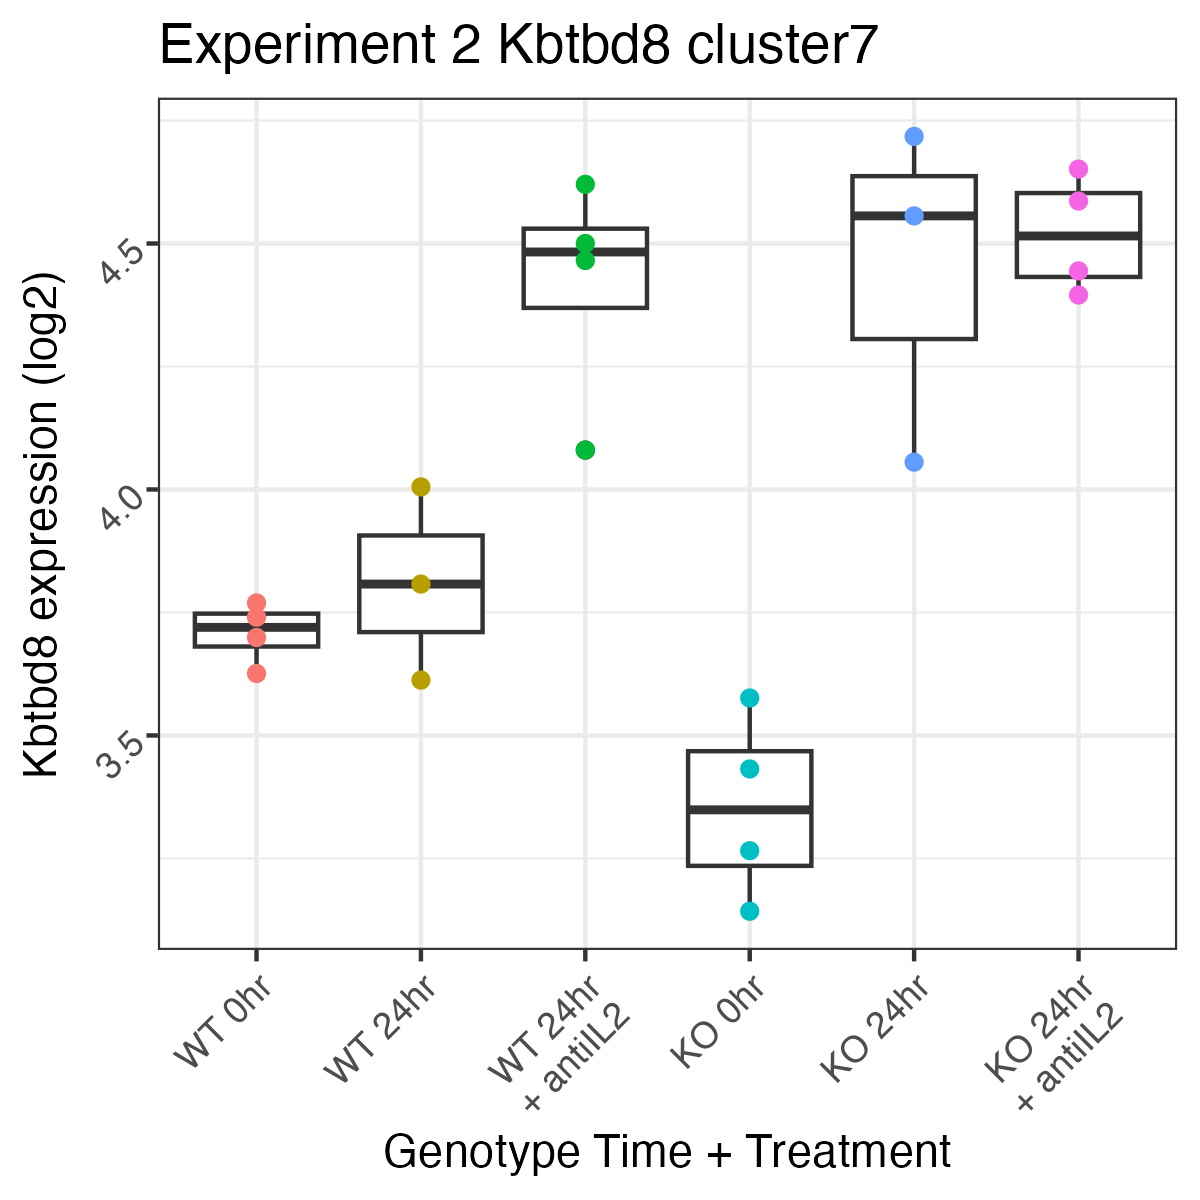 Experiment 2 Kbtbd8 cluster7
Kbtbd8 expression (log2)
4.5
4.0
3.5
WT 0hr
WT 24hr
WT 24hr
+ antiIL2
KO 0hr
KO 24hr
KO 24hr
+ antiIL2
Genotype Time + Treatment